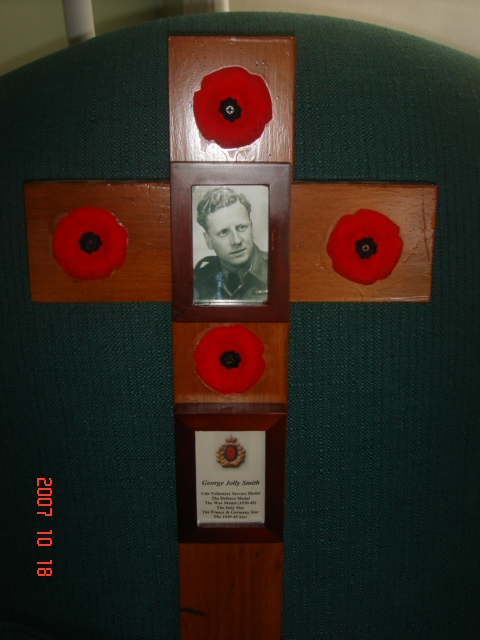 George Jolly Smith
Cdn Volunteer Service Medal
The Defence Medal
The War Medal (1939-45)
The Italy Star
The France & Germany Star
The 1939-45 Star
2007 10 18